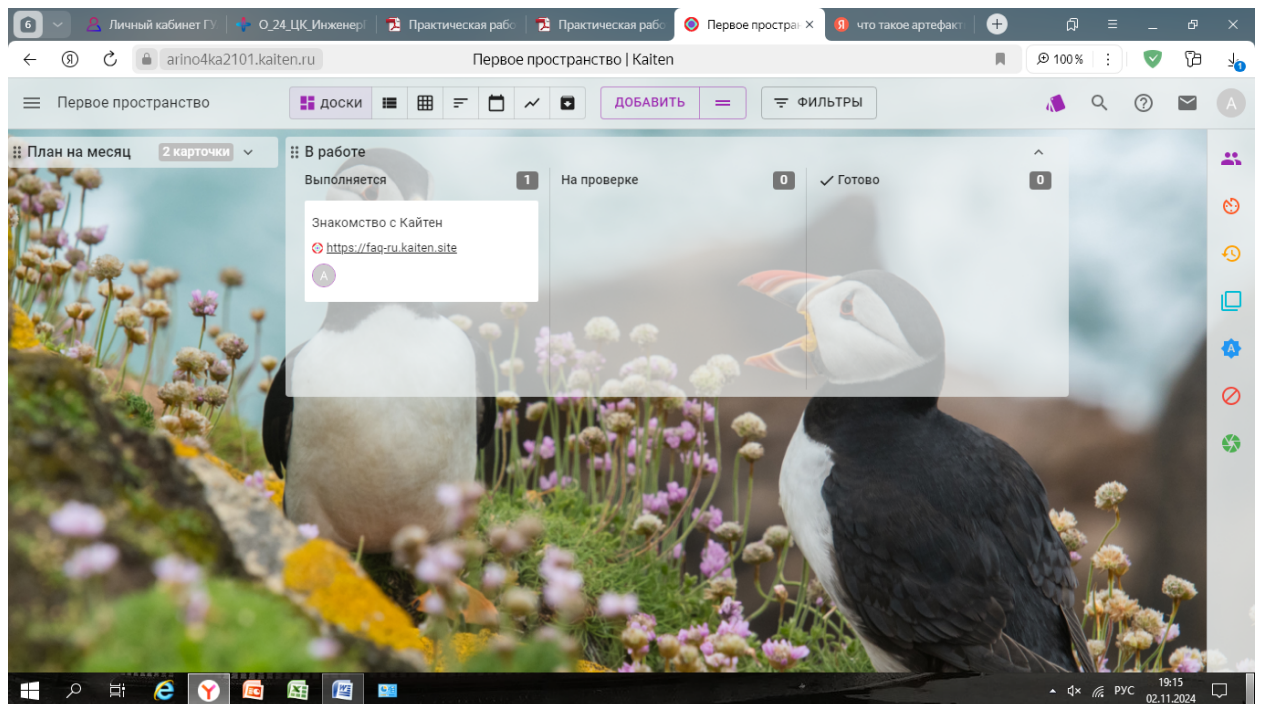 6
Личный кабинет ГУ
О_24_ЦК_Инженер
Практическая рабо
Практическая рабо
Первое простран
что такое артефакт
arino4ka2101.kaiten.ru
Первое пространство | Kaiten
100 %
1
Первое пространство
ДОСКИ
ДОБАВИТЬ
ФИЛЬТРЫ
A
План на месяц
2 карточки
В работе
Выполняется
1
На проверке
0
Готово
0
Знакомство с Кайтен
https://faq-ru.kaiten.site
A
A
РУС
19:15
02.11.2024